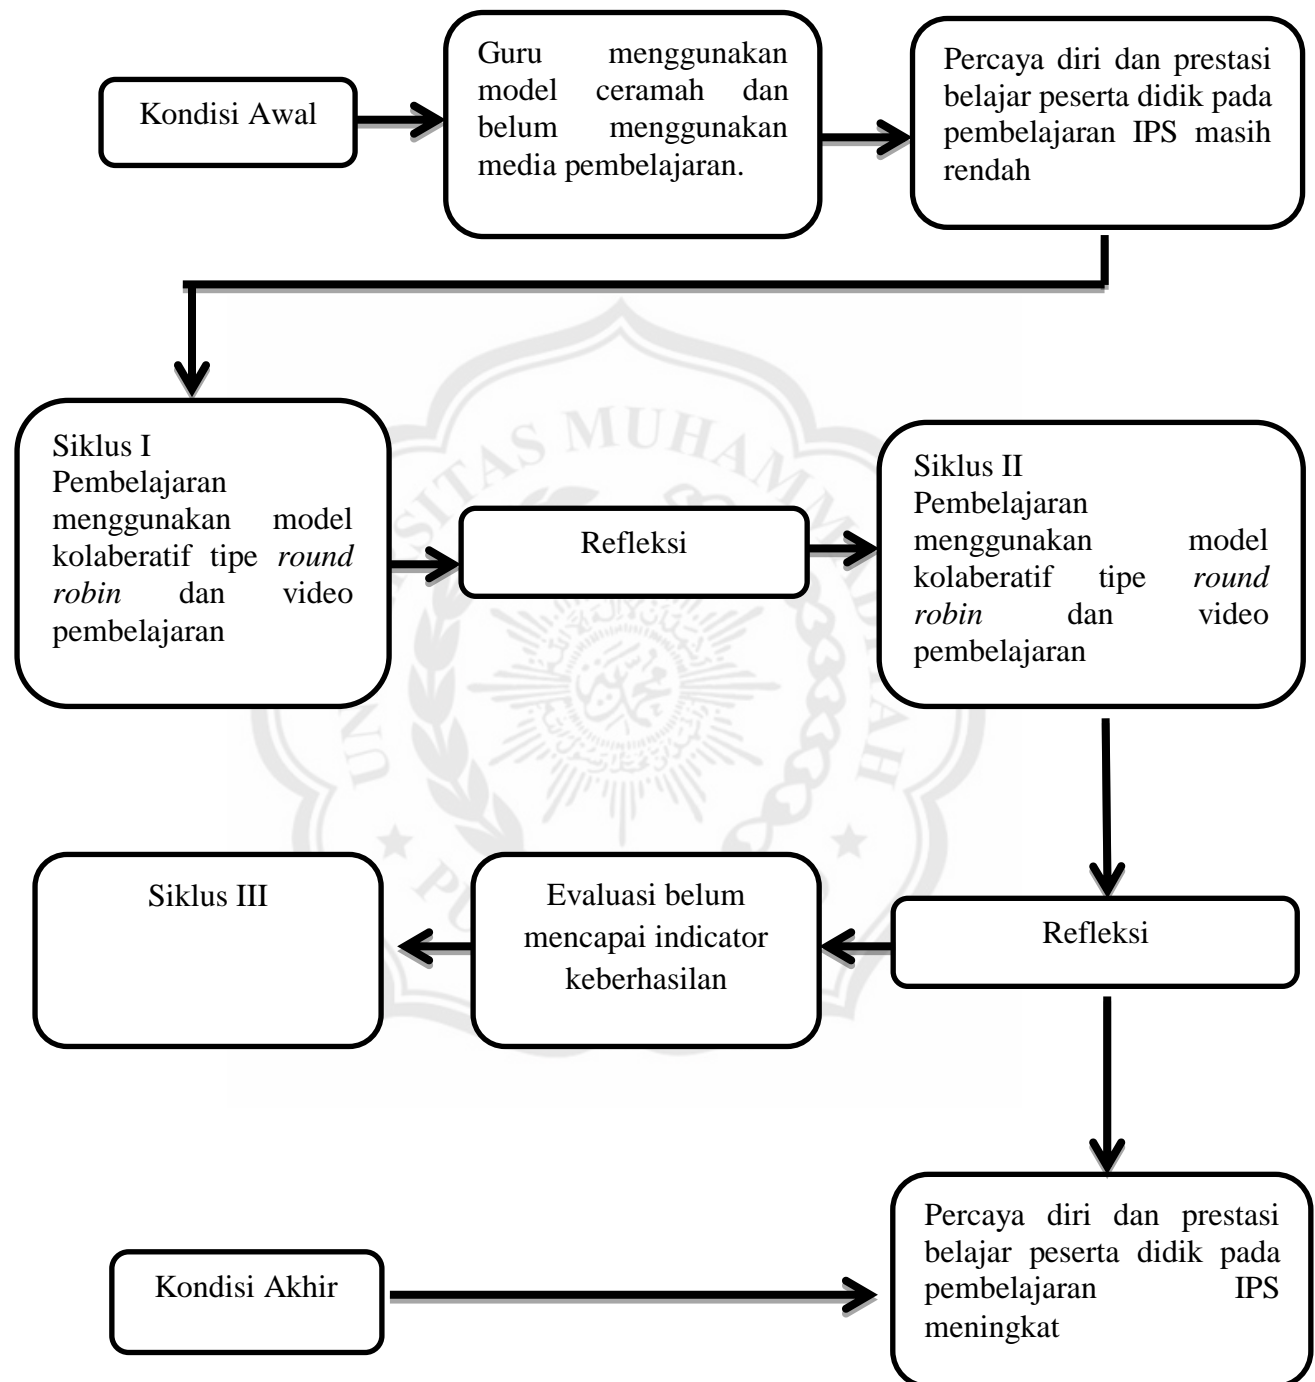 Kondisi Awal
Guru menggunakan
model ceramah dan
belum menggunakan
media pembelajaran.
Percaya diri dan prestasi
belajar peserta didik pada
pembelajaran IPS masih
rendah
Siklus I
Pembelajaran
menggunakan model
kolaberatif tipe round
robin dan video
pembelajaran
Refleksi
Siklus II
Pembelajaran
menggunakan model
kolaberatif tipe round
robin dan video
pembelajaran
Siklus III
Evaluasi belum
mencapai indicator
keberhasilan
Refleksi
Kondisi Akhir
Percaya diri dan prestasi
belajar peserta didik pada
pembelajaran IPS
meningkat